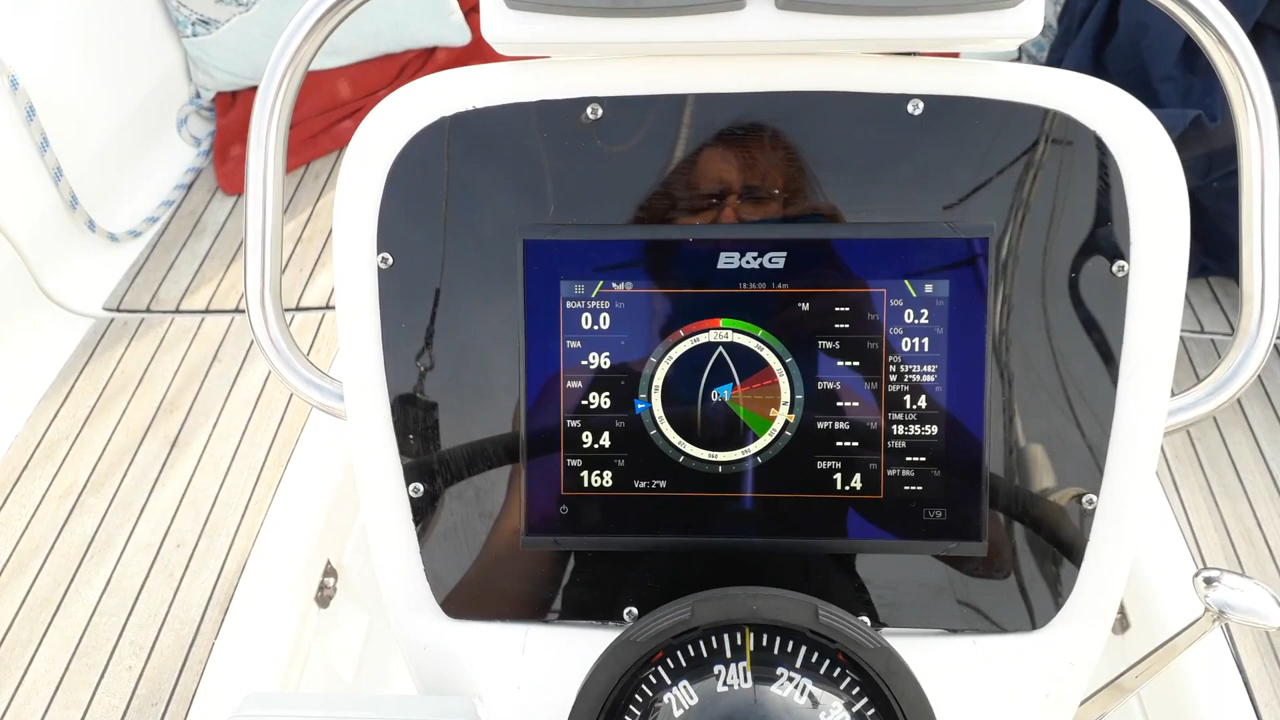 B&G
18:36:00 1.4 m
BOAT SPEED kn
0.0
TWA °
-96
AWA °
-96
TWS kn
9.4
TWD °M
168
Var: 2°W
264
0.1
°M
---
hrs
---
TTW-S hrs
---
DTW-S NM
---
WPT BRG °M
---
DEPTH m
1.4
SOG kn
0.2
COG °M
011
POS
N 53°23.482'
W 2°59.086'
DEPTH m
1.4
TIME LOC
18:35:59
STEER
---
WPT BRG °M
---
V9
210 240 270